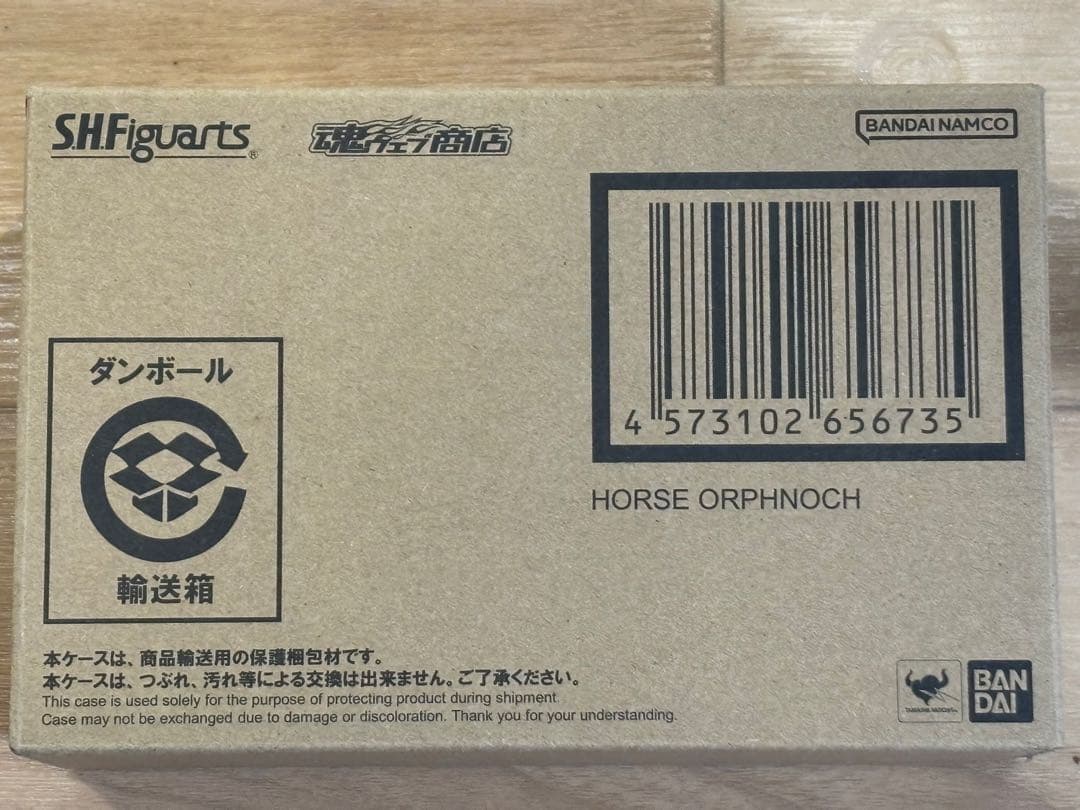 S.H.Figuarts®
魂ウェブ商店
BANDAI NAMCO
4 573102 656735
HORSE ORPHNOCH
ダンボール
輸送箱
本ケースは、商品輸送用の保護梱包材です。
本ケースは、つぶれ、汚れ等による交換は出来ません。ご了承ください。
This case is used solely for the purpose of protecting product during shipment.
Case may not be exchanged due to damage or discoloration. Thank you for your understanding.
TAMASHII NATIONS
BAN
DAI